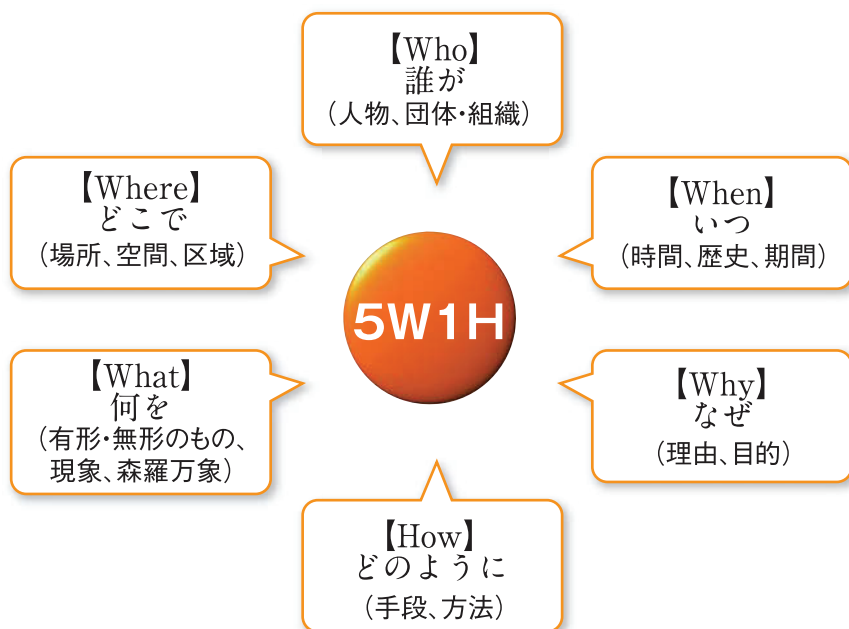 【Who】
誰が
(人物、団体・組織)
【Where】
どこで
(場所、空間、区域)
【When】
いつ
(時間、歴史、期間)
5W1H
【What】
何を
(有形・無形のもの、
現象、森羅万象)
【Why】
なぜ
(理由、目的)
【How】
どのように
(手段、方法)